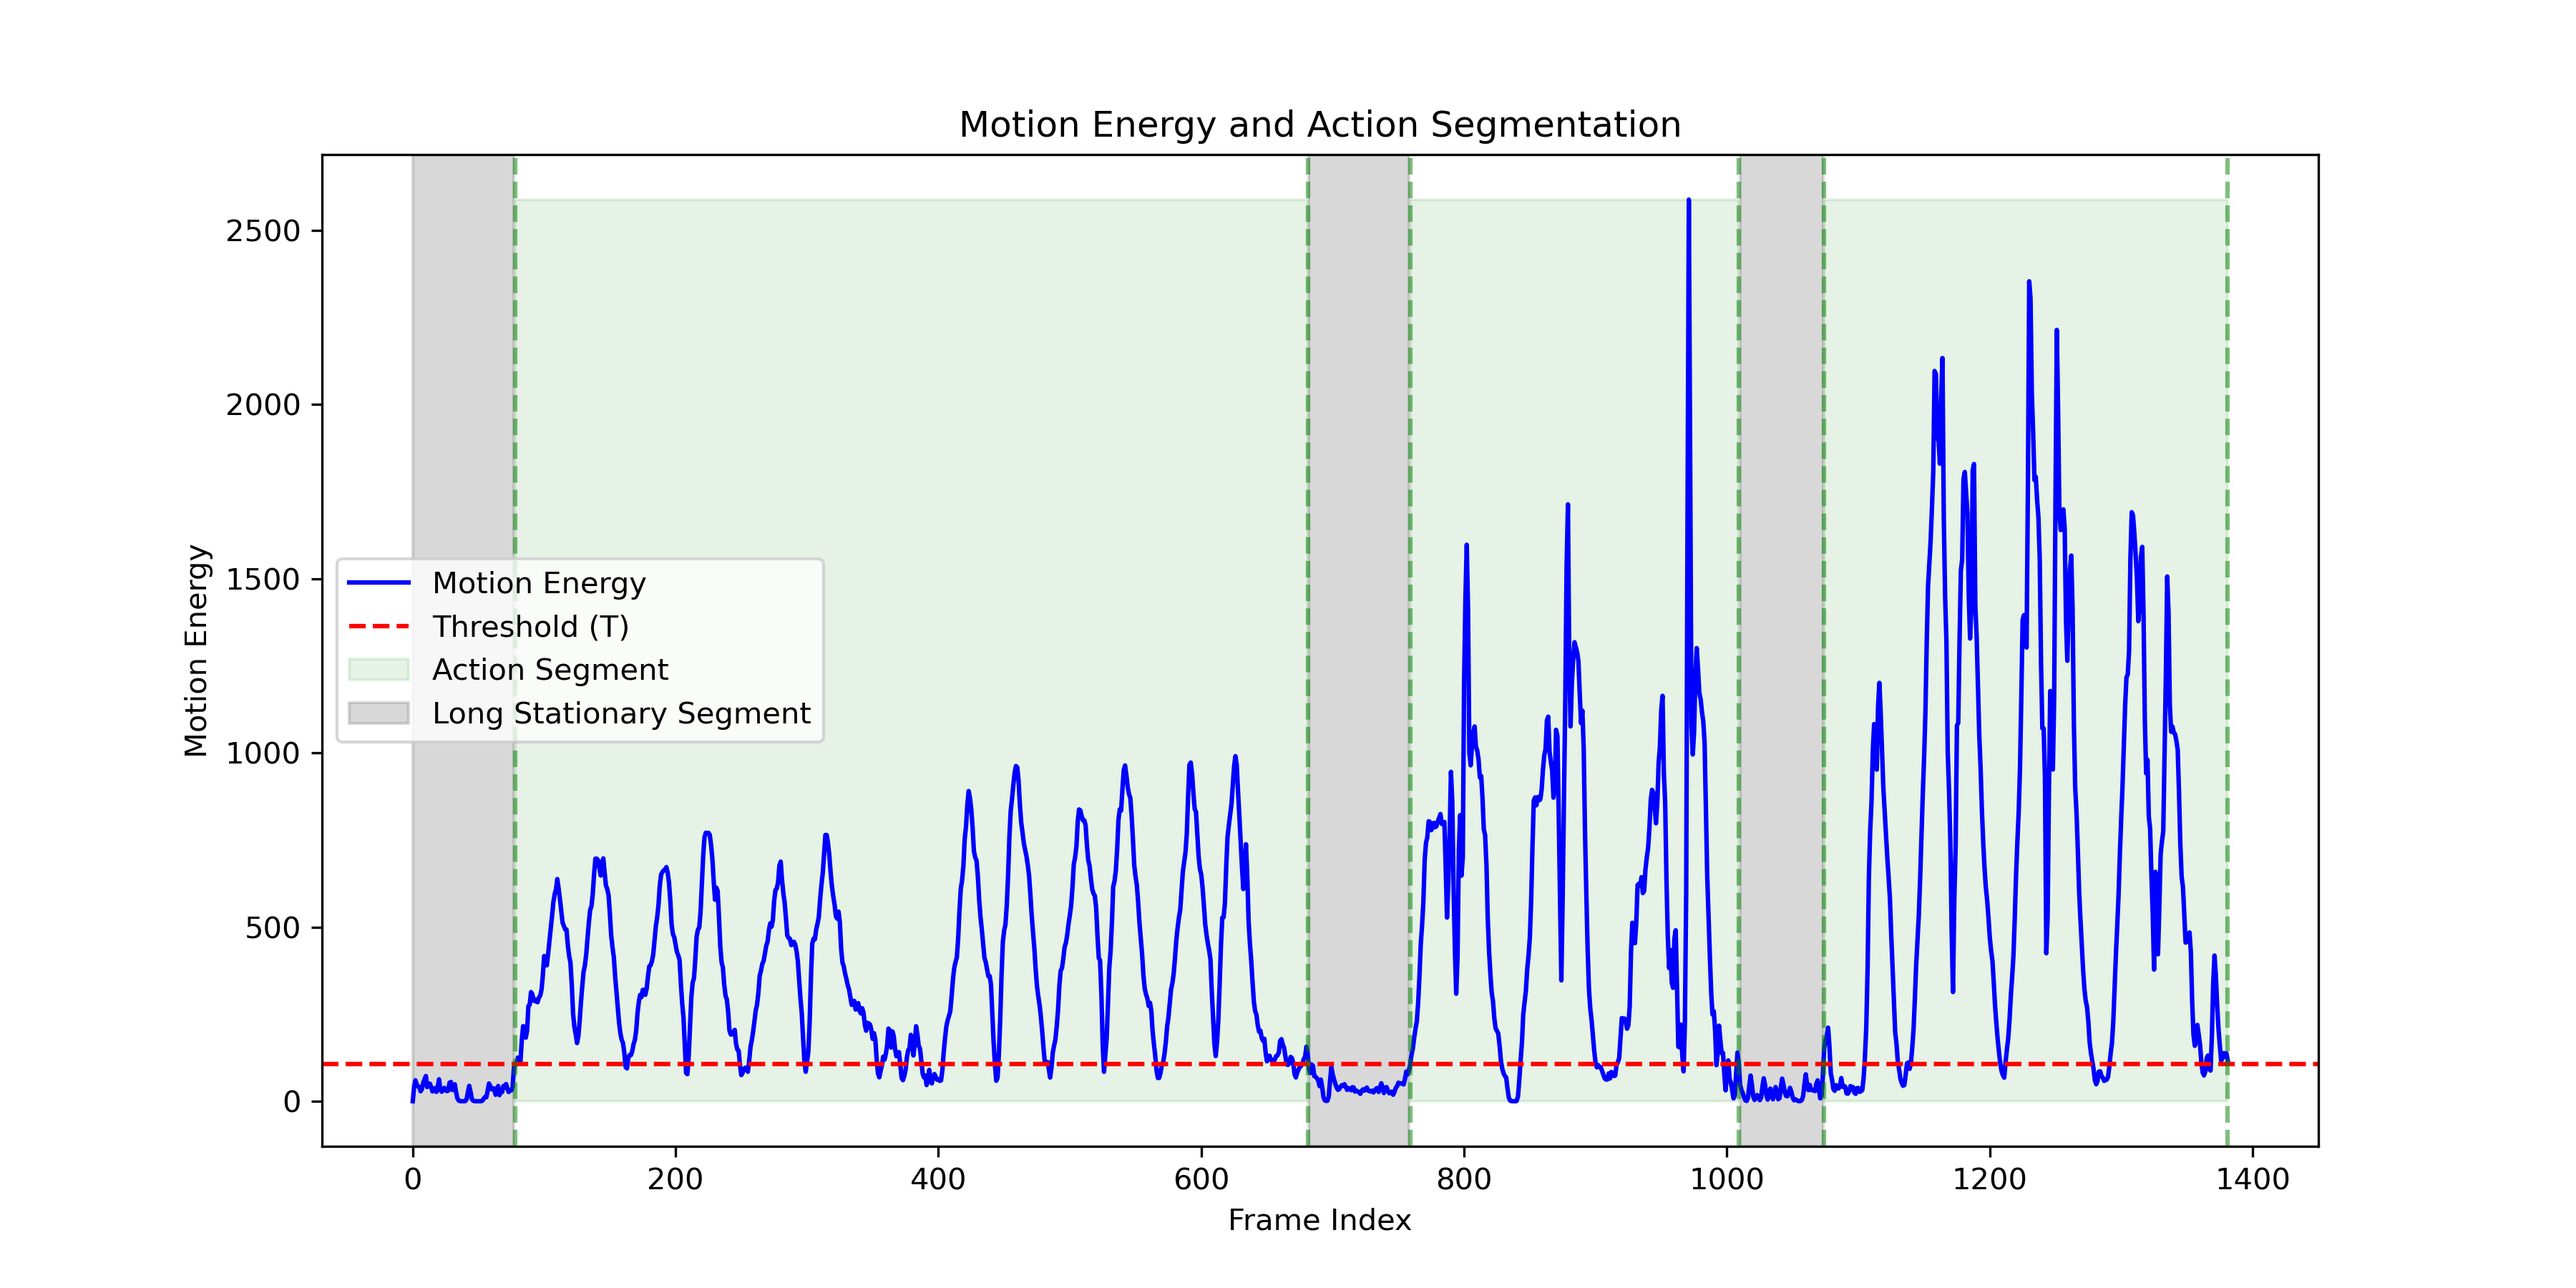 Motion Energy and Action Segmentation
2500
2000
1500
1000
500
0
Motion Energy
Motion Energy
Threshold (T)
Action Segment
Long Stationary Segment
0 200 400 600 800 1000 1200 1400
Frame Index